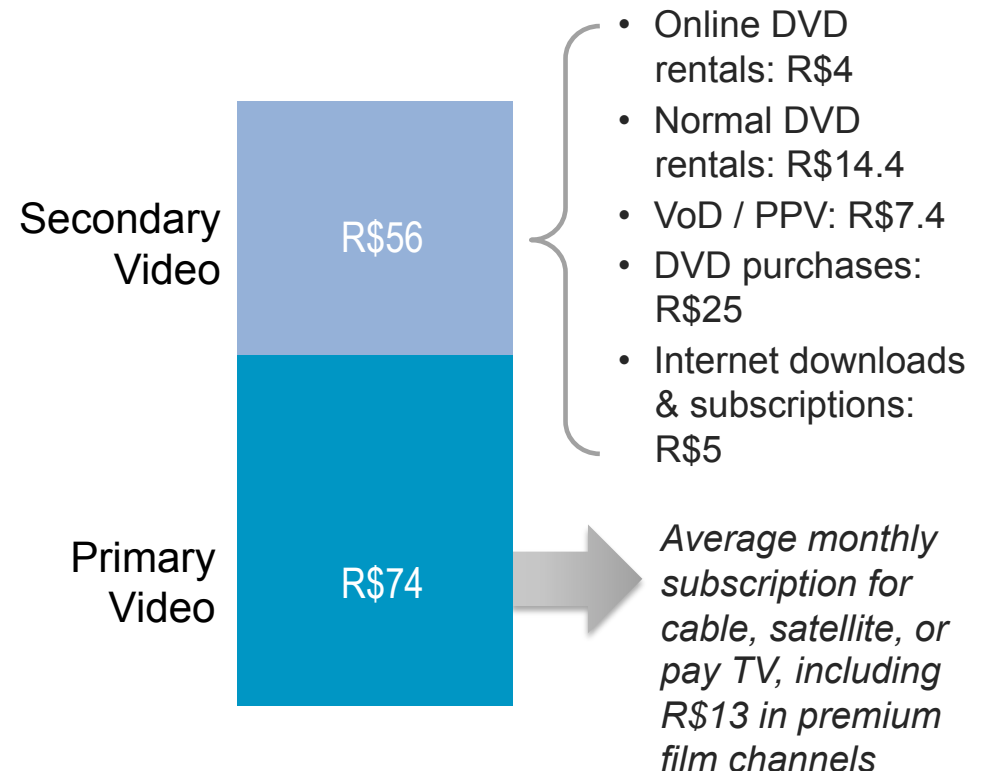 • Online DVD
rentals: R$4
• Normal DVD
rentals: R$14.4
• VoD / PPV: R$7.4
• DVD purchases:
R$25
• Internet downloads
& subscriptions:
R$5
Secondary
Video
R$56
Primary
Video
R$74
Average monthly
subscription for
cable, satellite, or
pay TV, including
R$13 in premium
film channels